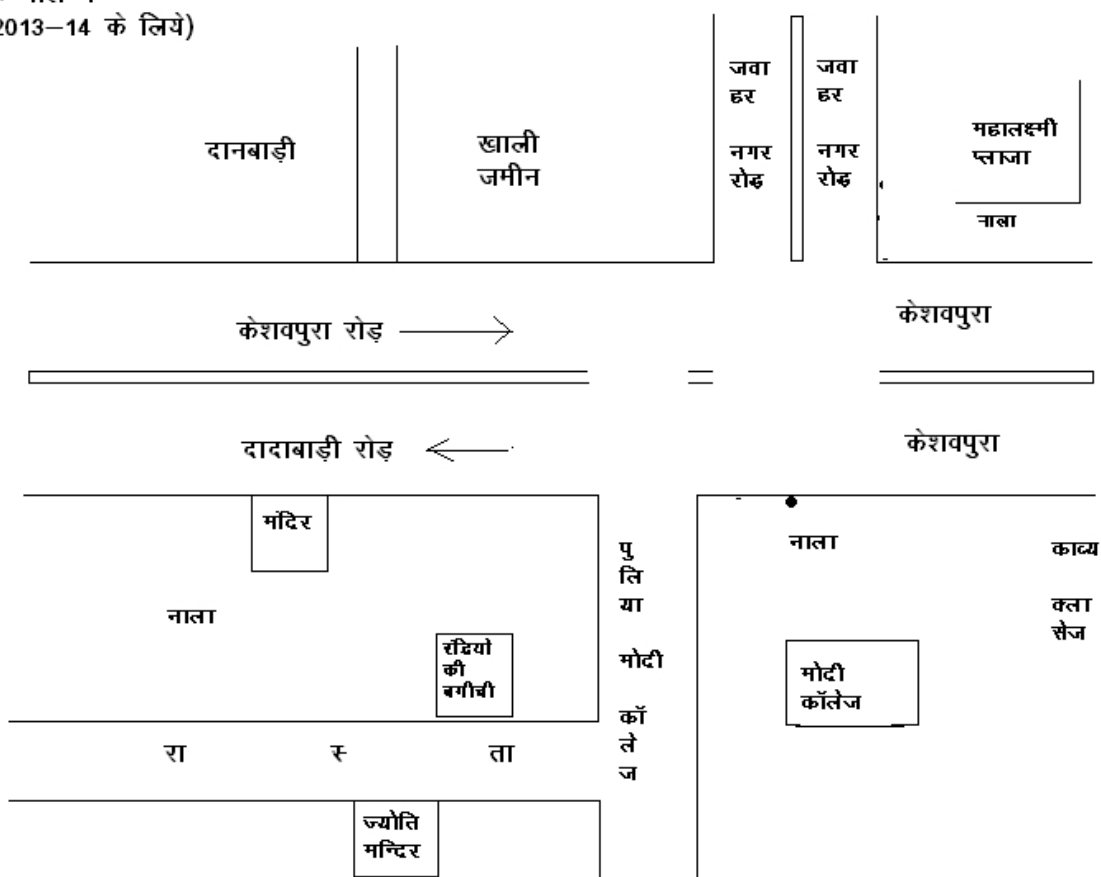 2013–14 के लिये)
जवा
हर
नगर
रोड़
जवा
हर
नगर
रोड़
महालक्ष्मी
प्लाजा
नाला
दानबाड़ी
खाली
जमीन
केशवपुरा रोड़
केशवपुरा
दादाबाड़ी रोड़
केशवपुरा
मंदिर
नाला
रंडियो
की
बगीची
पु
लि
या
मोदी
कॉ
ले
ज
नाला
काव्य
क्ला
सेज
मोदी
कॉलेज
रा स् ता
ज्योति
मन्दिर